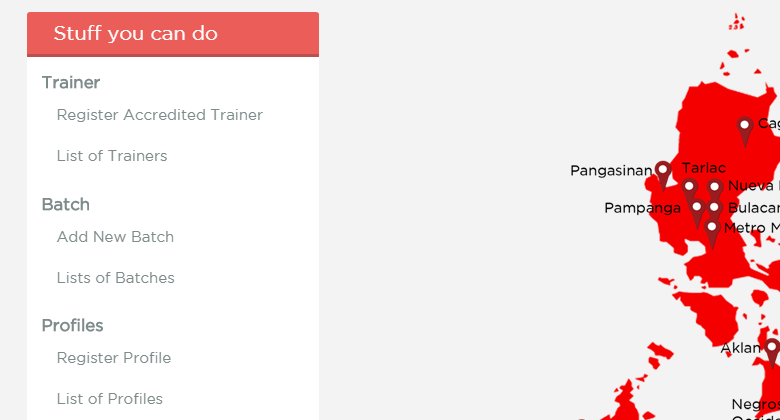 Stuff you can do
Trainer
Register Accredited Trainer
List of Trainers
Batch
Add New Batch
Lists of Batches
Profiles
Register Profile
List of Profiles
Pangasinan
Tarlac
Nueva
Pampanga
Bulacan
Metro
Aklan
Negros